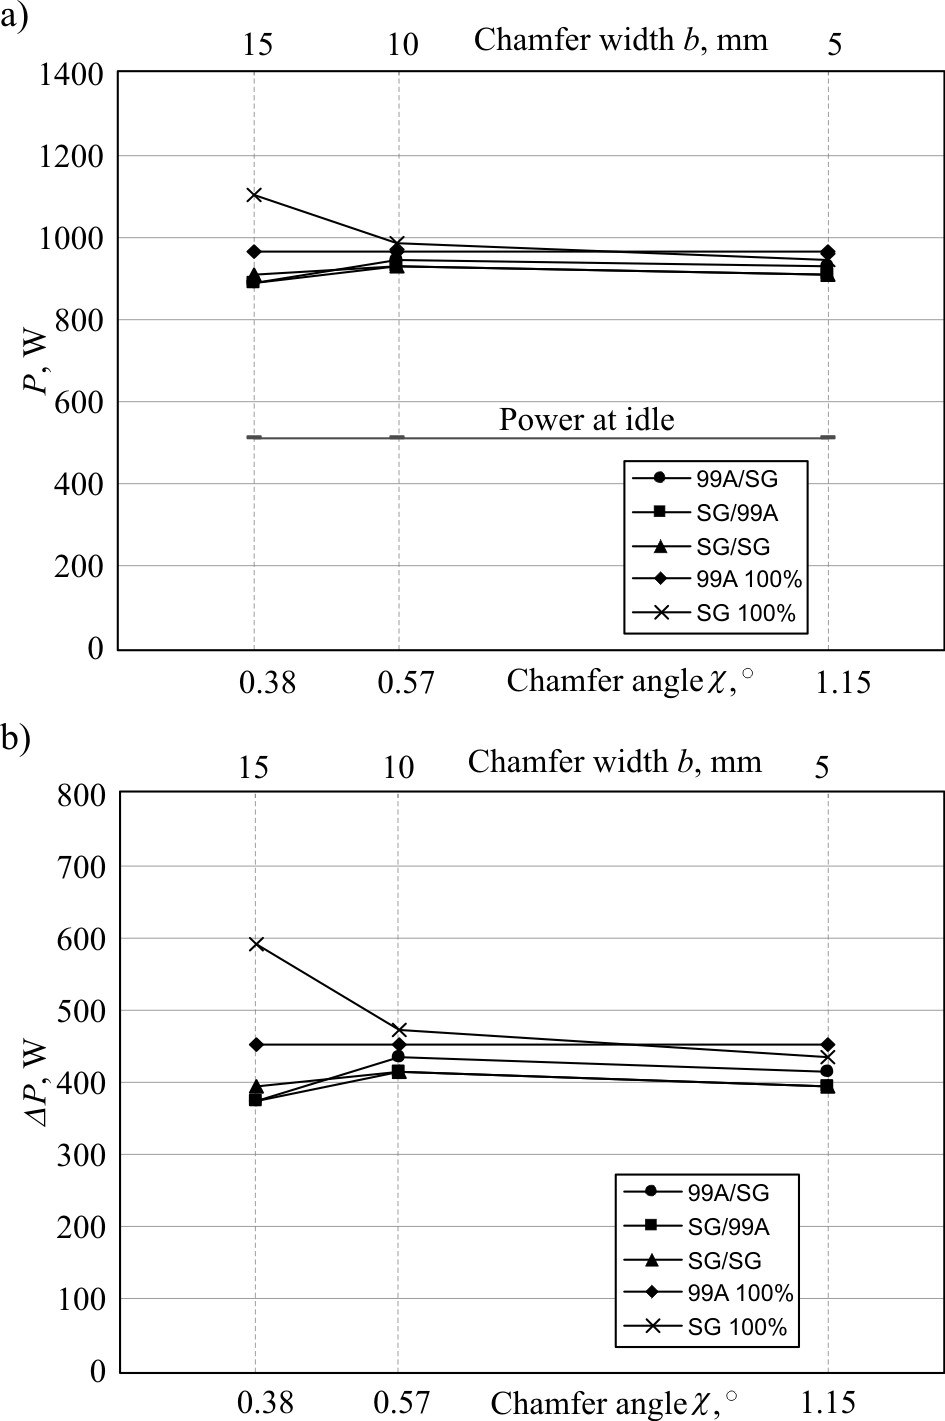 a)
15 10 Chamfer width b, mm 5
1400
1200
1000
800
600
400
200
0
P, W
Power at idle
99A/SG
SG/99A
SG/SG
99A 100%
SG 100%
0.38 0.57 Chamfer angle χ, ° 1.15
b)
15 10 Chamfer width b, mm 5
800
700
600
500
400
300
200
100
0
ΔP, W
99A/SG
SG/99A
SG/SG
99A 100%
SG 100%
0.38 0.57 Chamfer angle χ, ° 1.15